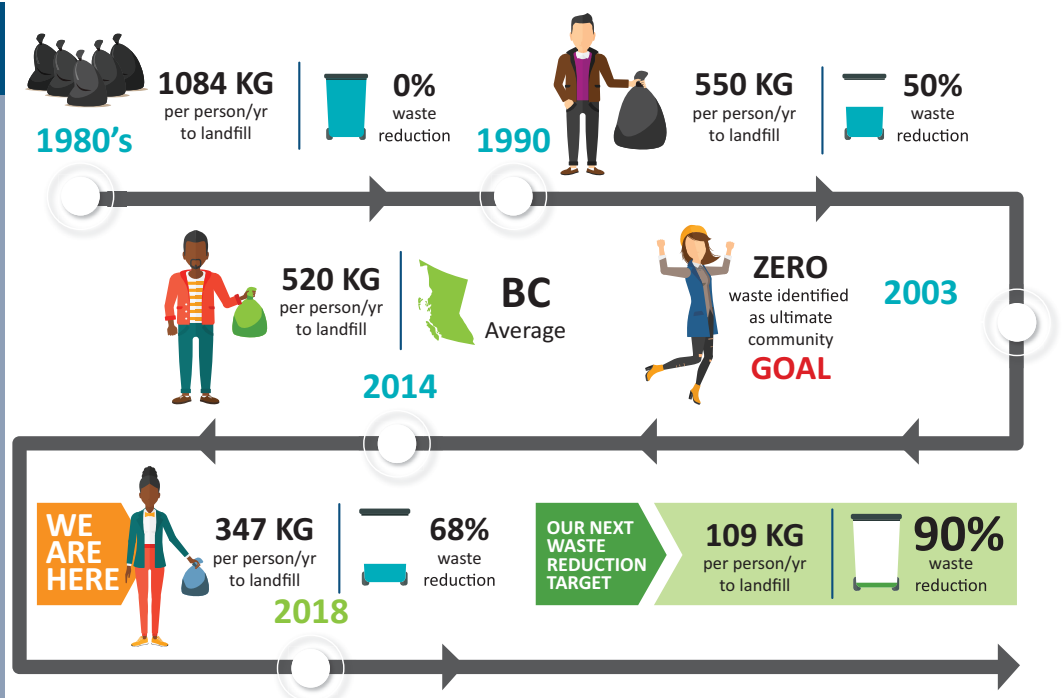 1084 KG
per person/yr
to landfill
0%
waste
reduction
1980's
550 KG
per person/yr
to landfill
50%
waste
reduction
1990
ZERO
waste identified
as ultimate
community
GOAL
2003
520 KG
per person/yr
to landfill
BC
Average
2014
WE
ARE
HERE
347 KG
per person/yr
to landfill
68%
waste
reduction
2018
OUR NEXT
WASTE
REDUCTION
TARGET
109 KG
per person/yr
to landfill
90%
waste
reduction